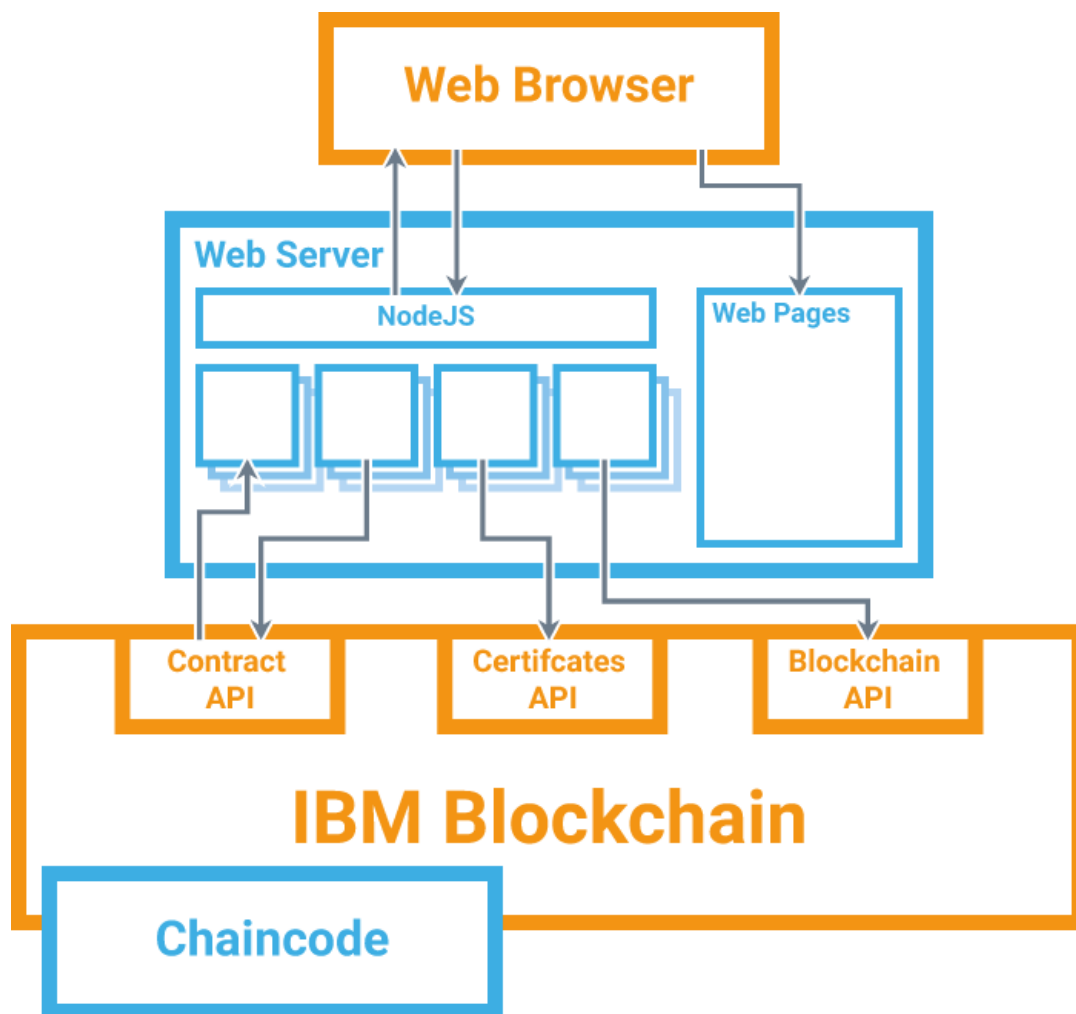 Web Browser
Web Server
NodeJS
Web Pages
Contract
API
Certifcates
API
Blockchain
API
IBM Blockchain
Chaincode